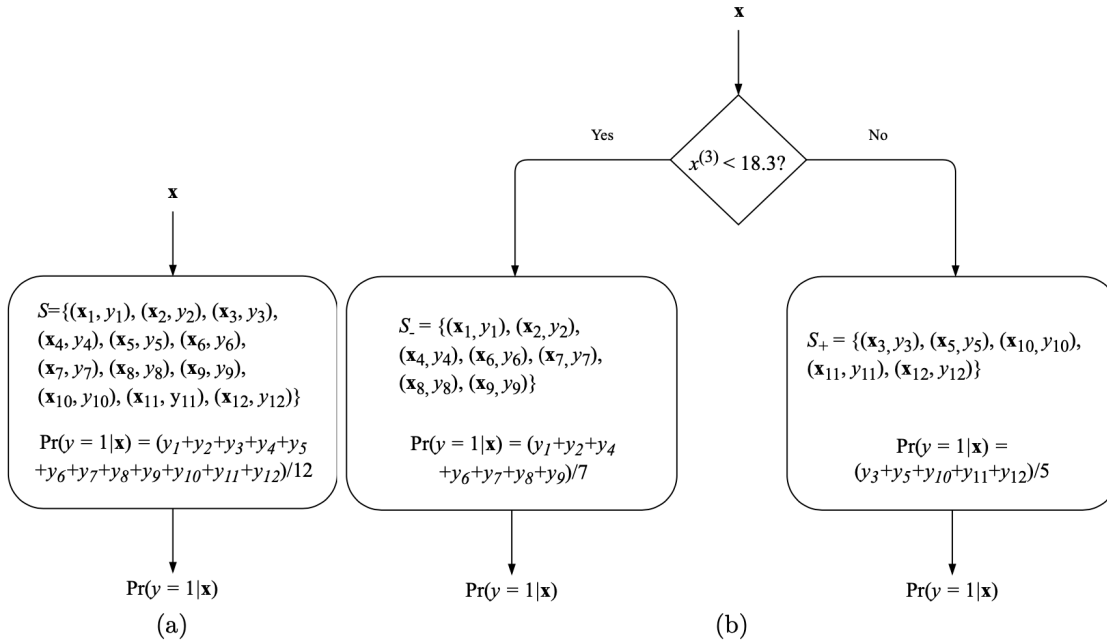 x
S={(x₁, y₁), (x₂, y₂), (x₃, y₃),
(x₄, y₄), (x₅, y₅), (x₆, y₆),
(x₇, y₇), (x₈, y₈), (x₉, y₉),
(x₁₀, y₁₀), (x₁₁, y₁₁), (x₁₂, y₁₂)}
Pr(y = 1|x) = (y₁+y₂+y₃+y₄+y₅
+y₆+y₇+y₈+y₉+y₁₀+y₁₁+y₁₂)/12
Pr(y = 1|x)
(a)
x
x⁽³⁾ < 18.3?
Yes
No
S₋ = {(x₁, y₁), (x₂, y₂),
(x₄, y₄), (x₆, y₆), (x₇, y₇),
(x₈, y₈), (x₉, y₉)}
Pr(y = 1|x) = (y₁+y₂+y₄
+y₆+y₇+y₈+y₉)/7
Pr(y = 1|x)
S₊ = {(x₃, y₃), (x₅, y₅), (x₁₀, y₁₀),
(x₁₁, y₁₁), (x₁₂, y₁₂)}
Pr(y = 1|x) =
(y₃+y₅+y₁₀+y₁₁+y₁₂)/5
Pr(y = 1|x)
(b)